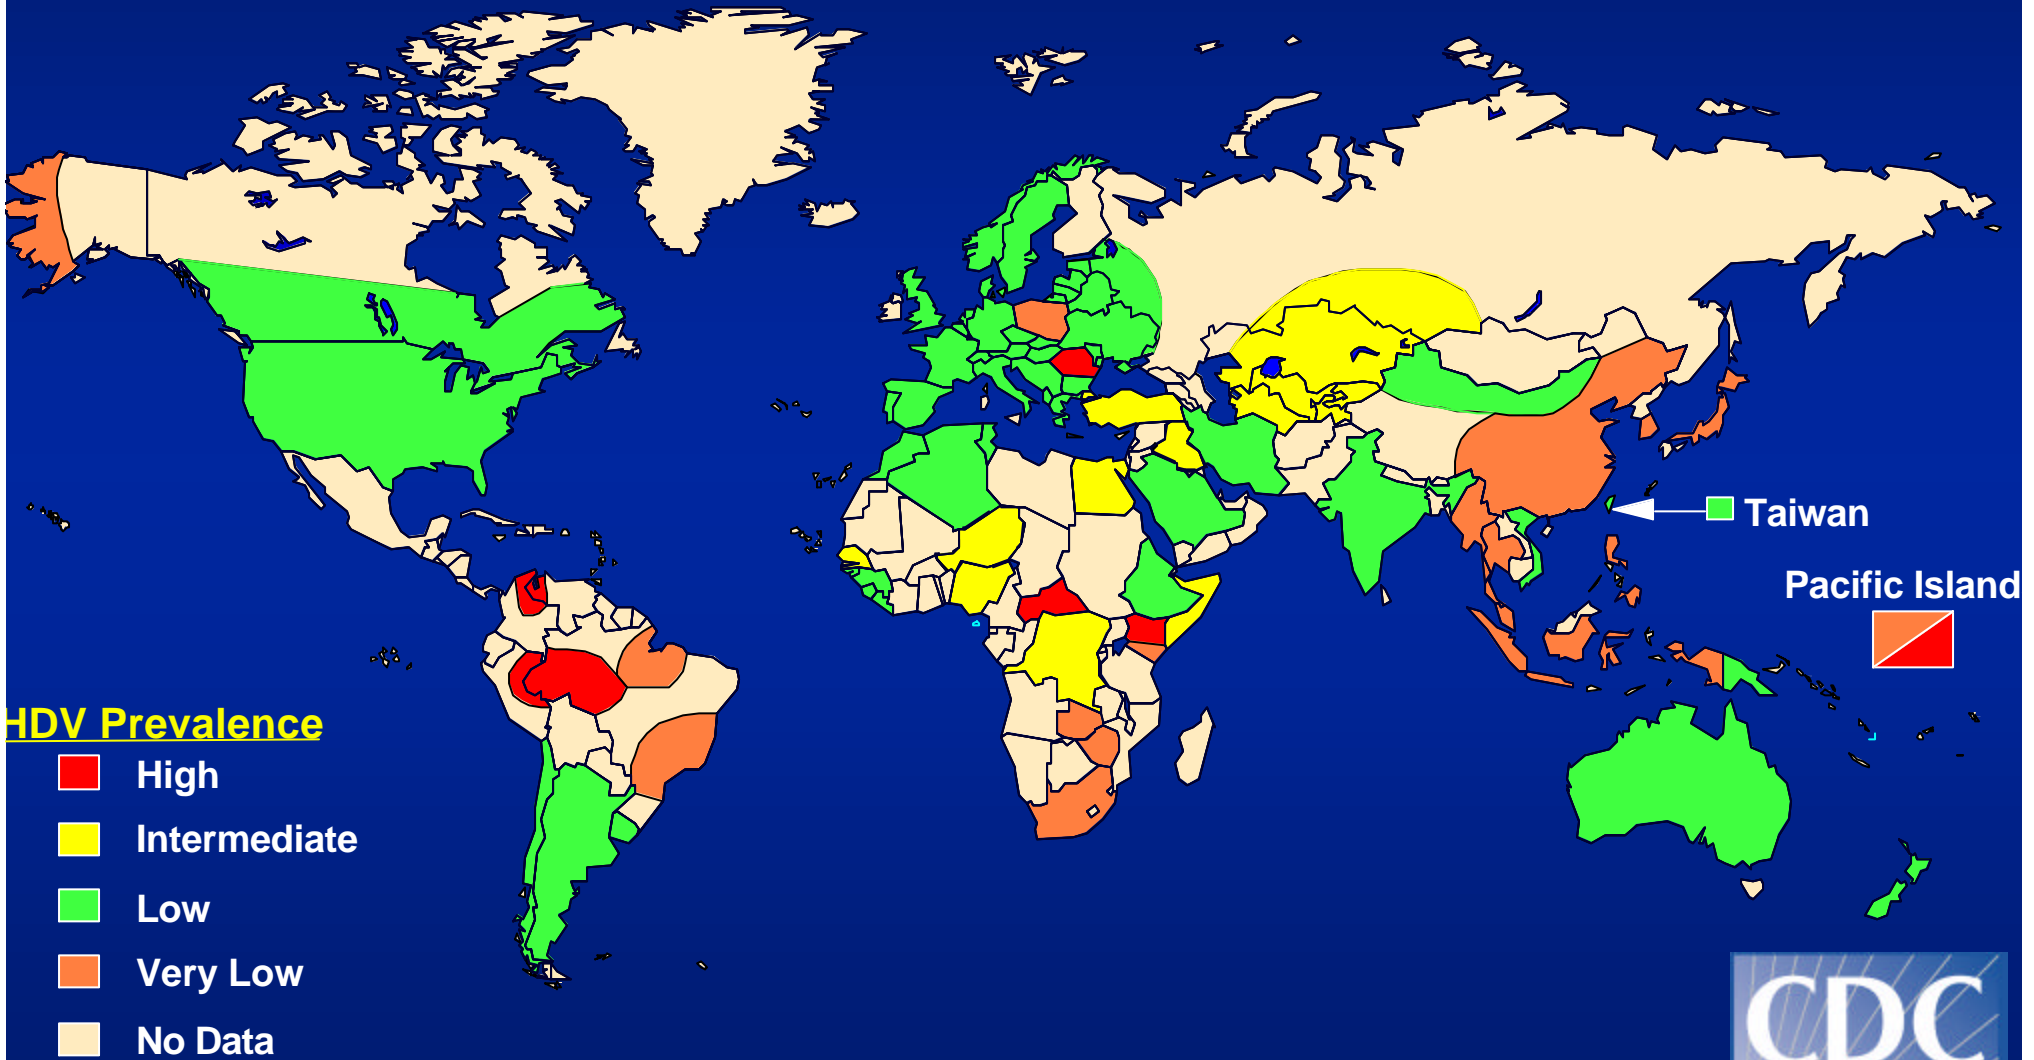 Taiwan
Pacific Island
HDV Prevalence
High
Intermediate
Low
Very Low
No Data
CDC